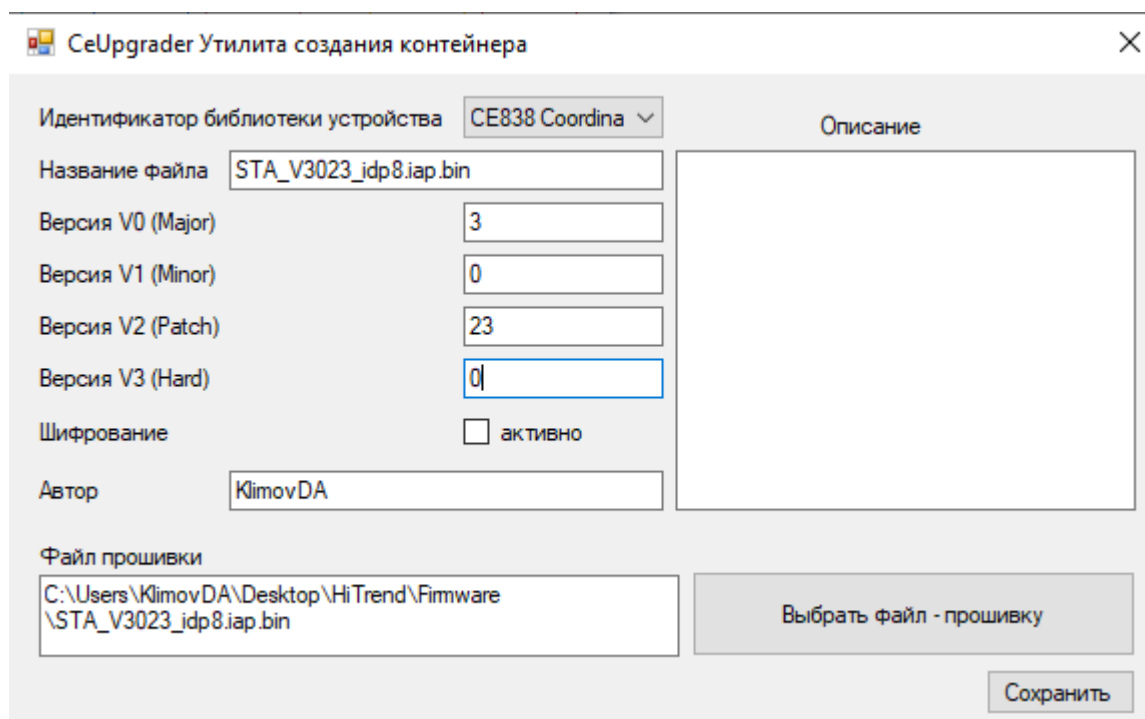 CeUpgrader Утилита создания контейнера
Идентификатор библиотеки устройства CE838 Coordina
Описание
Название файла STA_V3023_idp8.iap.bin
Версия V0 (Major) 3
Версия V1 (Minor) 0
Версия V2 (Patch) 23
Версия V3 (Hard) 0
Шифрование активно
Автор KlimovDA
Файл прошивки
C:\Users\KlimovDA\Desktop\HiTrend\Firmware
\STA_V3023_idp8.iap.bin
Выбрать файл - прошивку
Сохранить